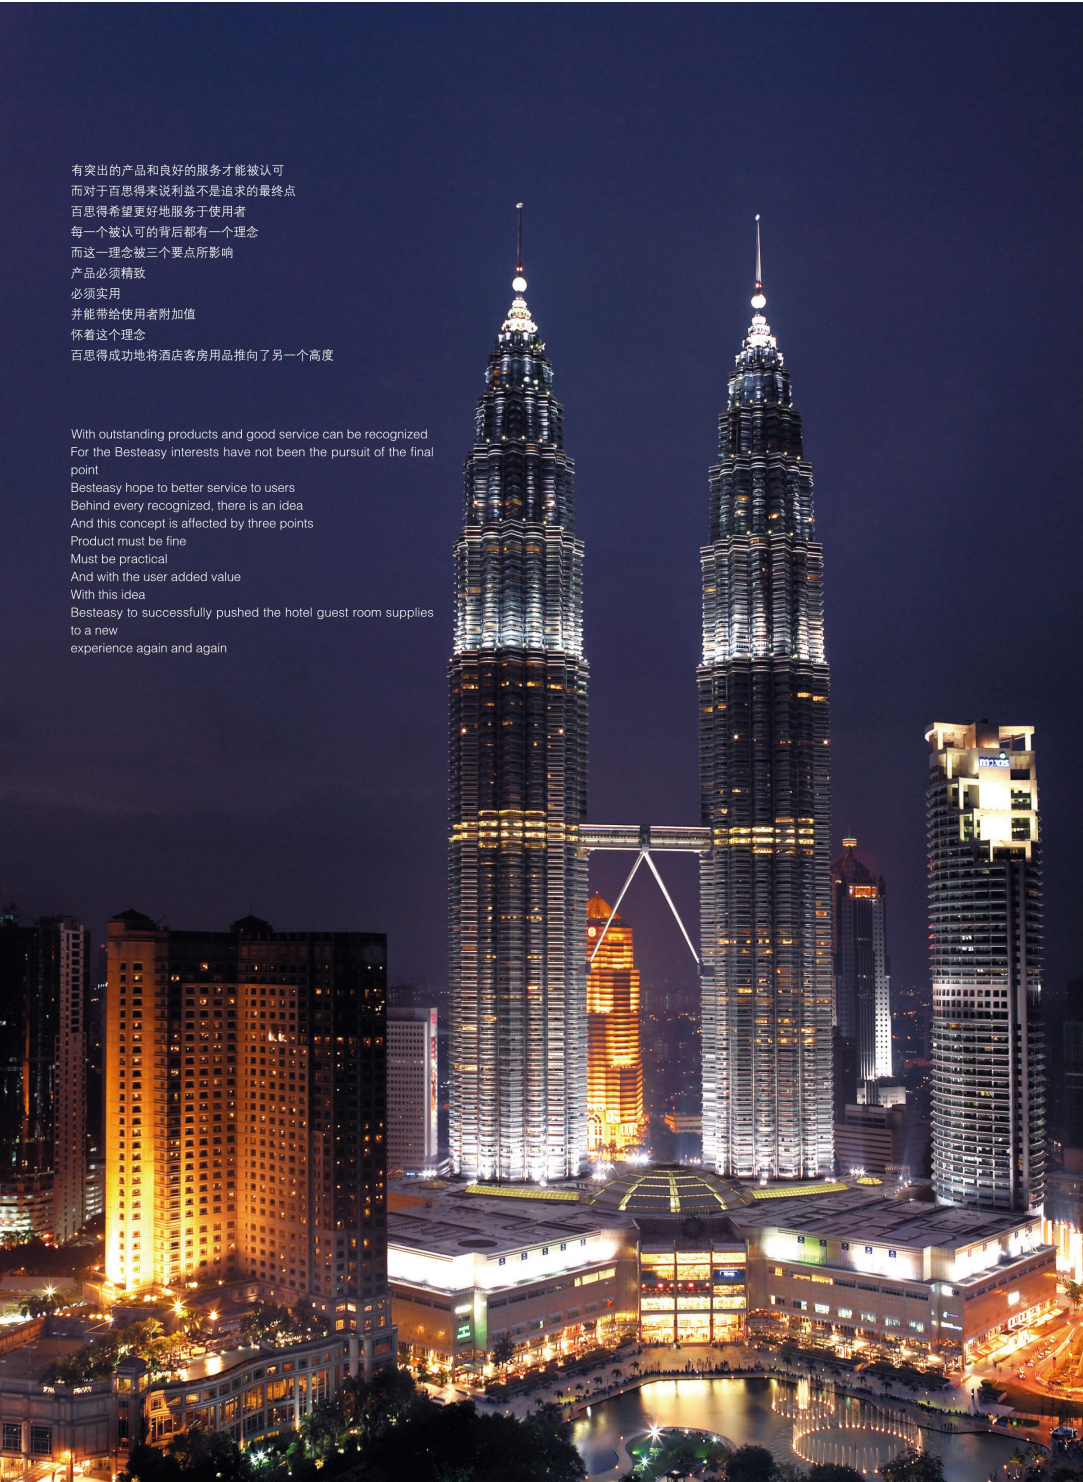 有突出的产品和良好的服务才能被认可
而对于百思得来说利益不是追求的最终点
百思得希望更好地服务于使用者
每一个被认可的背后都有一个理念
而这一理念被三个要点所影响
产品必须精致
必须实用
并能带给使用者附加值
怀着这个理念
百思得成功地将酒店客房用品推向了另一个高度
With outstanding products and good service can be recognized
For the Besteasy interests have not been the pursuit of the final
point
Besteasy hope to better service to users
Behind every recognized, there is an idea
And this concept is affected by three points
Product must be fine
Must be practical
And with the user added value
With this idea
Besteasy to successfully pushed the hotel guest room supplies
to a new
experience again and again
maxis